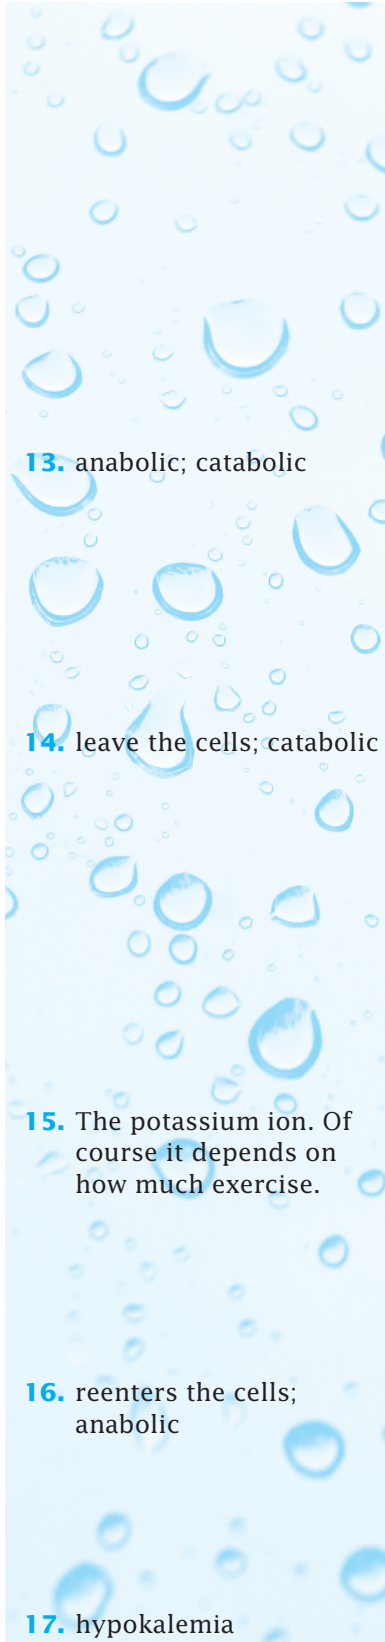 13. anabolic; catabolic
14. leave the cells; catabolic
15. The potassium ion. Of
course it depends on
how much exercise.
16. reenters the cells;
anabolic
17. hypokalemia